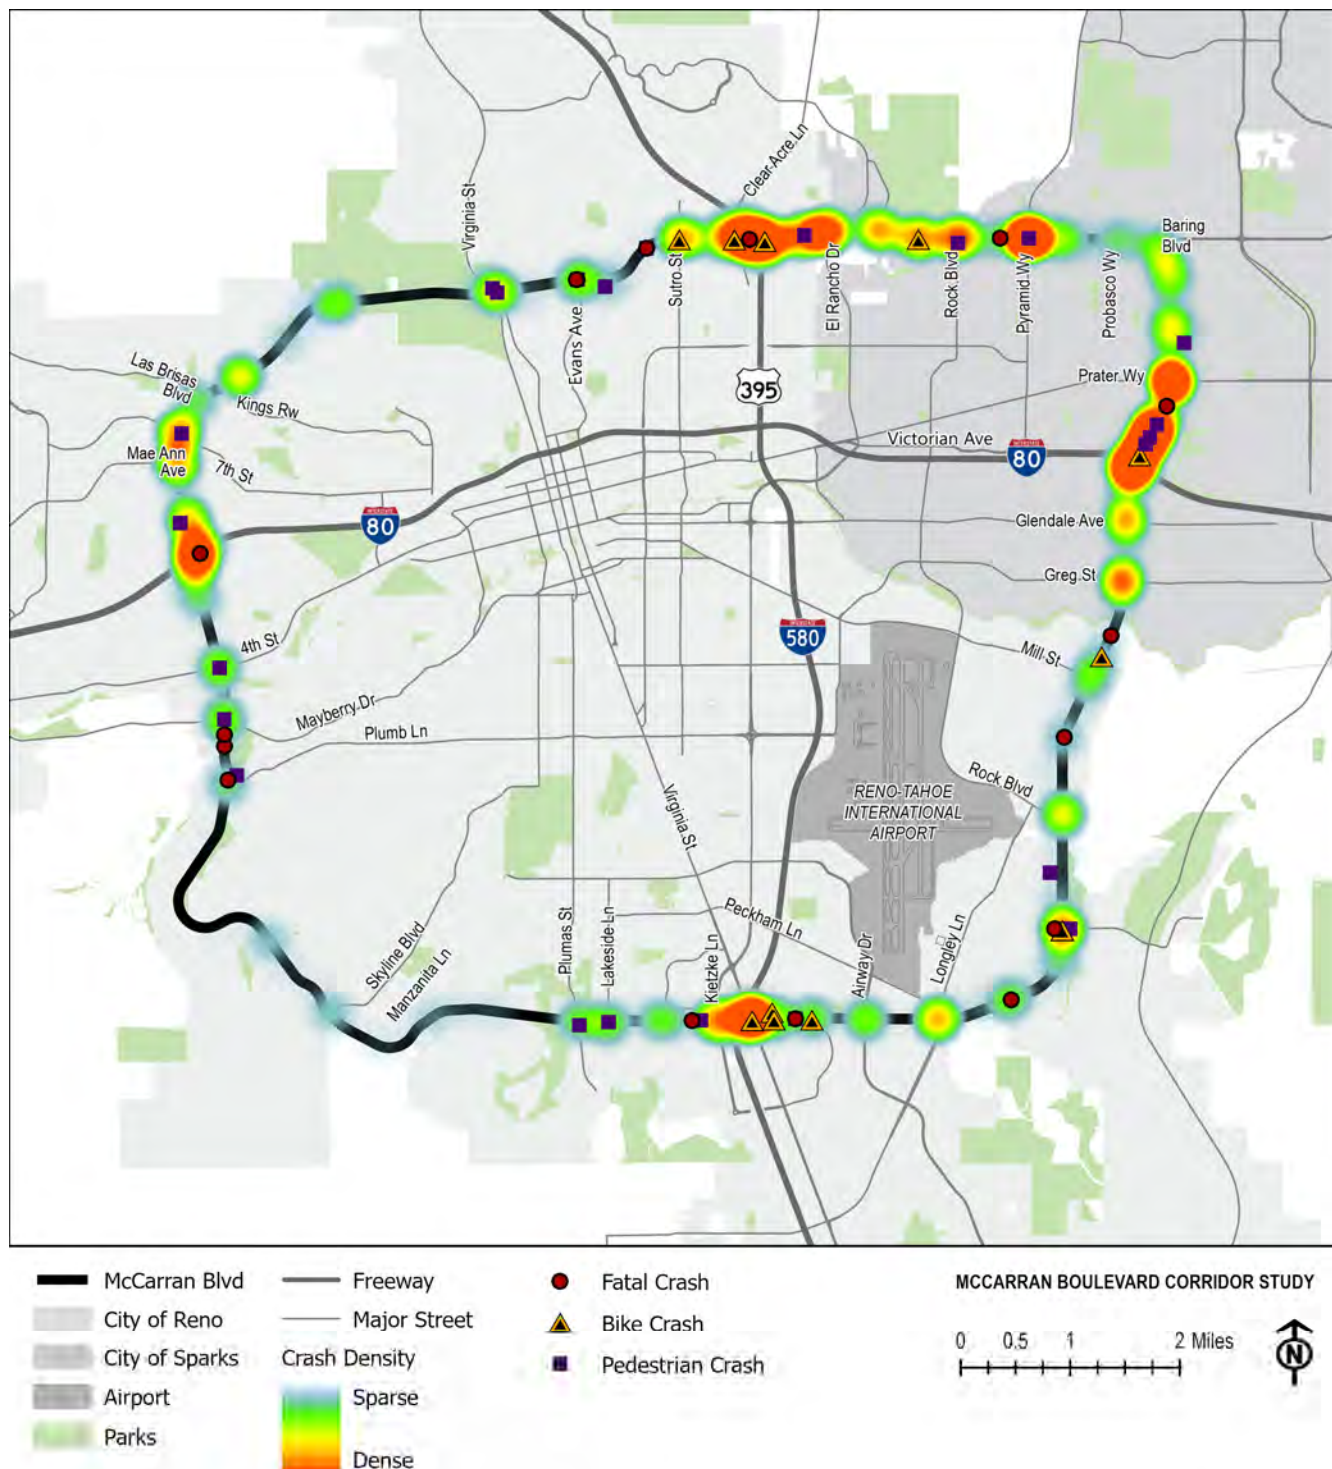 Clear Acre Ln
Virginia St
Sutro St
Evans Ave
El Rancho Dr
Rock Blvd
Pyramid Wy
Probasco Wy
Baring
Blvd
Las Brisas
Blvd
Kings Rw
395
Prater Wy
Mae Ann
Ave
7th St
Victorian Ave
INTERSTATE
80
INTERSTATE
80
Glendale Ave
Greg St
INTERSTATE
580
4th St
Mill St
Mayberry Dr
Plumb Ln
Rock Blvd
Virginia St
RENO-TAHOE
INTERNATIONAL
AIRPORT
Peckham Ln
Skyline Blvd
Manzanita Ln
Plumas St
Lakeside Ln
Kietzke Ln
Airway Dr
Longley Ln
McCarran Blvd
City of Reno
City of Sparks
Airport
Parks
Freeway
Major Street
Crash Density
Sparse
Dense
Fatal Crash
Bike Crash
Pedestrian Crash
MCCARRAN BOULEVARD CORRIDOR STUDY
0 0.5 1 2 Miles
N